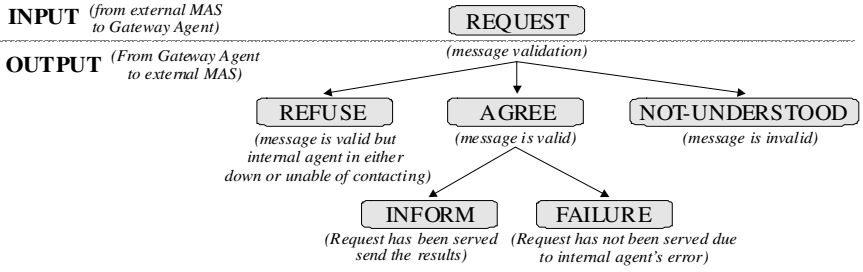 INPUT (from external MAS
to Gateway Agent)
REQUEST
(message validation)
OUTPUT (From Gateway Agent
to external MAS)
REFUSE
AGREE
NOT-UNDERSTOOD
(message is valid but
internal agent in either
down or unable of contacting)
(message is valid)
(message is invalid)
INFORM
FAILURE
(Request has been served
send the results)
(Request has not been served due
to internal agent's error)